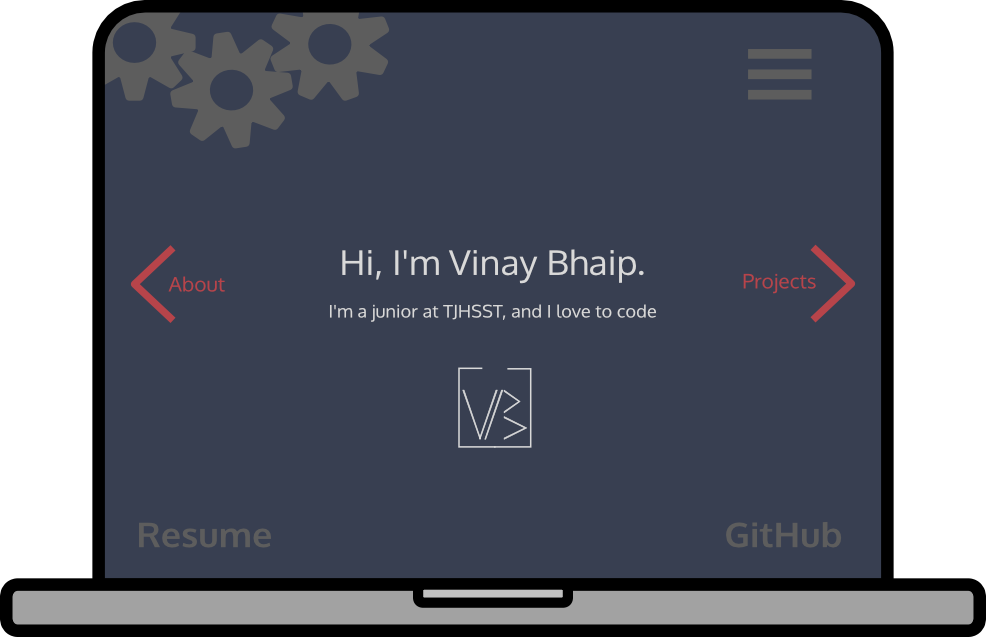 Hi, I'm Vinay Bhaip.
About
Projects
I'm a junior at TJHSST, and I love to code
VB
Resume
GitHub